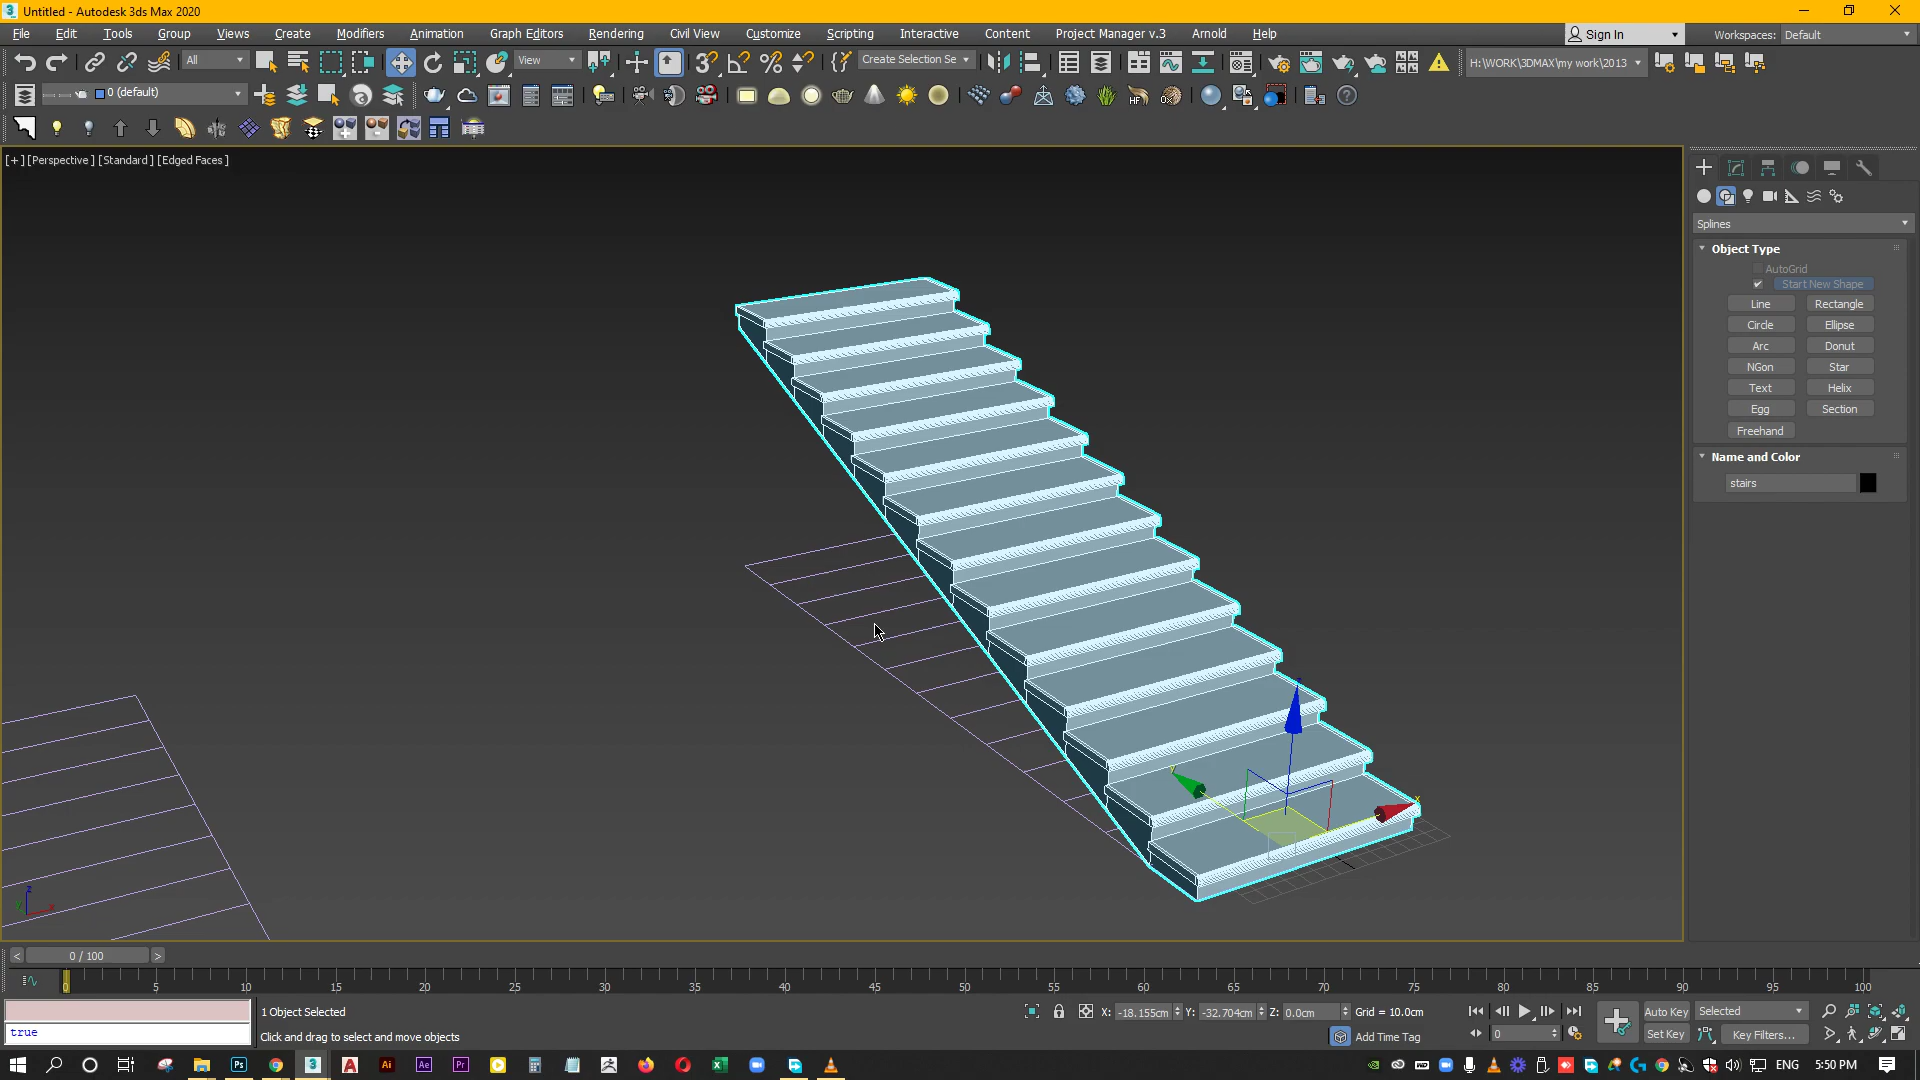 Untitled - Autodesk 3ds Max 2020
File Edit Tools Group Views Create Modifiers Animation Graph Editors Rendering Civil View Customize Scripting Interactive Content Project Manager v.3 Arnold Help
Sign In
Workspaces: Default
All
View
Create Selection Se
H:\WORK\3DMAX\my work\2013
0 (default)
[+] [Perspective] [Standard] [Edged Faces]
Splines
Object Type
AutoGrid
Start New Shape
Line Rectangle
Circle Ellipse
Arc Donut
NGon Star
Text Helix
Egg Section
Freehand
Name and Color
stairs
< 0 / 100 >
0 5 10 15 20 25 30 35 40 45 50 55 60 65 70 75 80 85 90 95 100
true
1 Object Selected
Click and drag to select and move objects
X: -18.155cm Y: -32.704cm Z: 0.0cm Grid = 10.0cm
Add Time Tag
0
Auto Key Selected
Set Key Key Filters...
ENG 5:50 PM